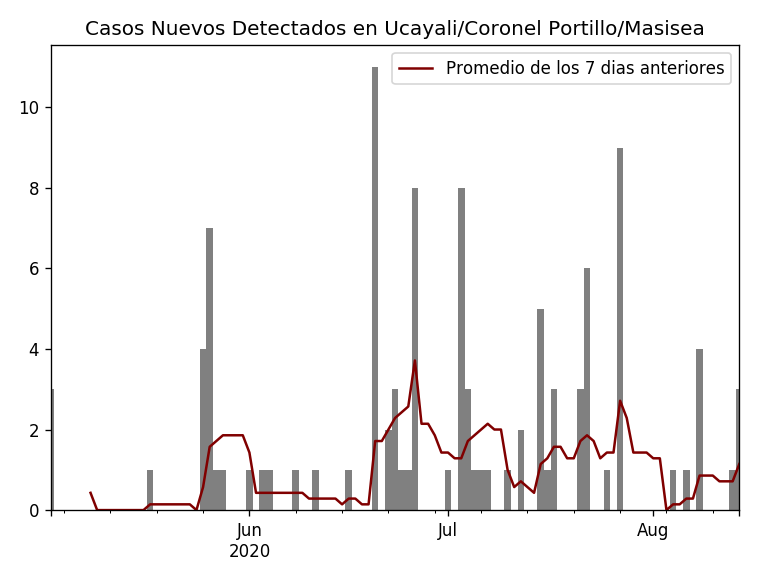 Casos Nuevos Detectados en Ucayali/Coronel Portillo/Masisea
Promedio de los 7 dias anteriores
10
8
6
4
2
0
Jun
2020
Jul
Aug